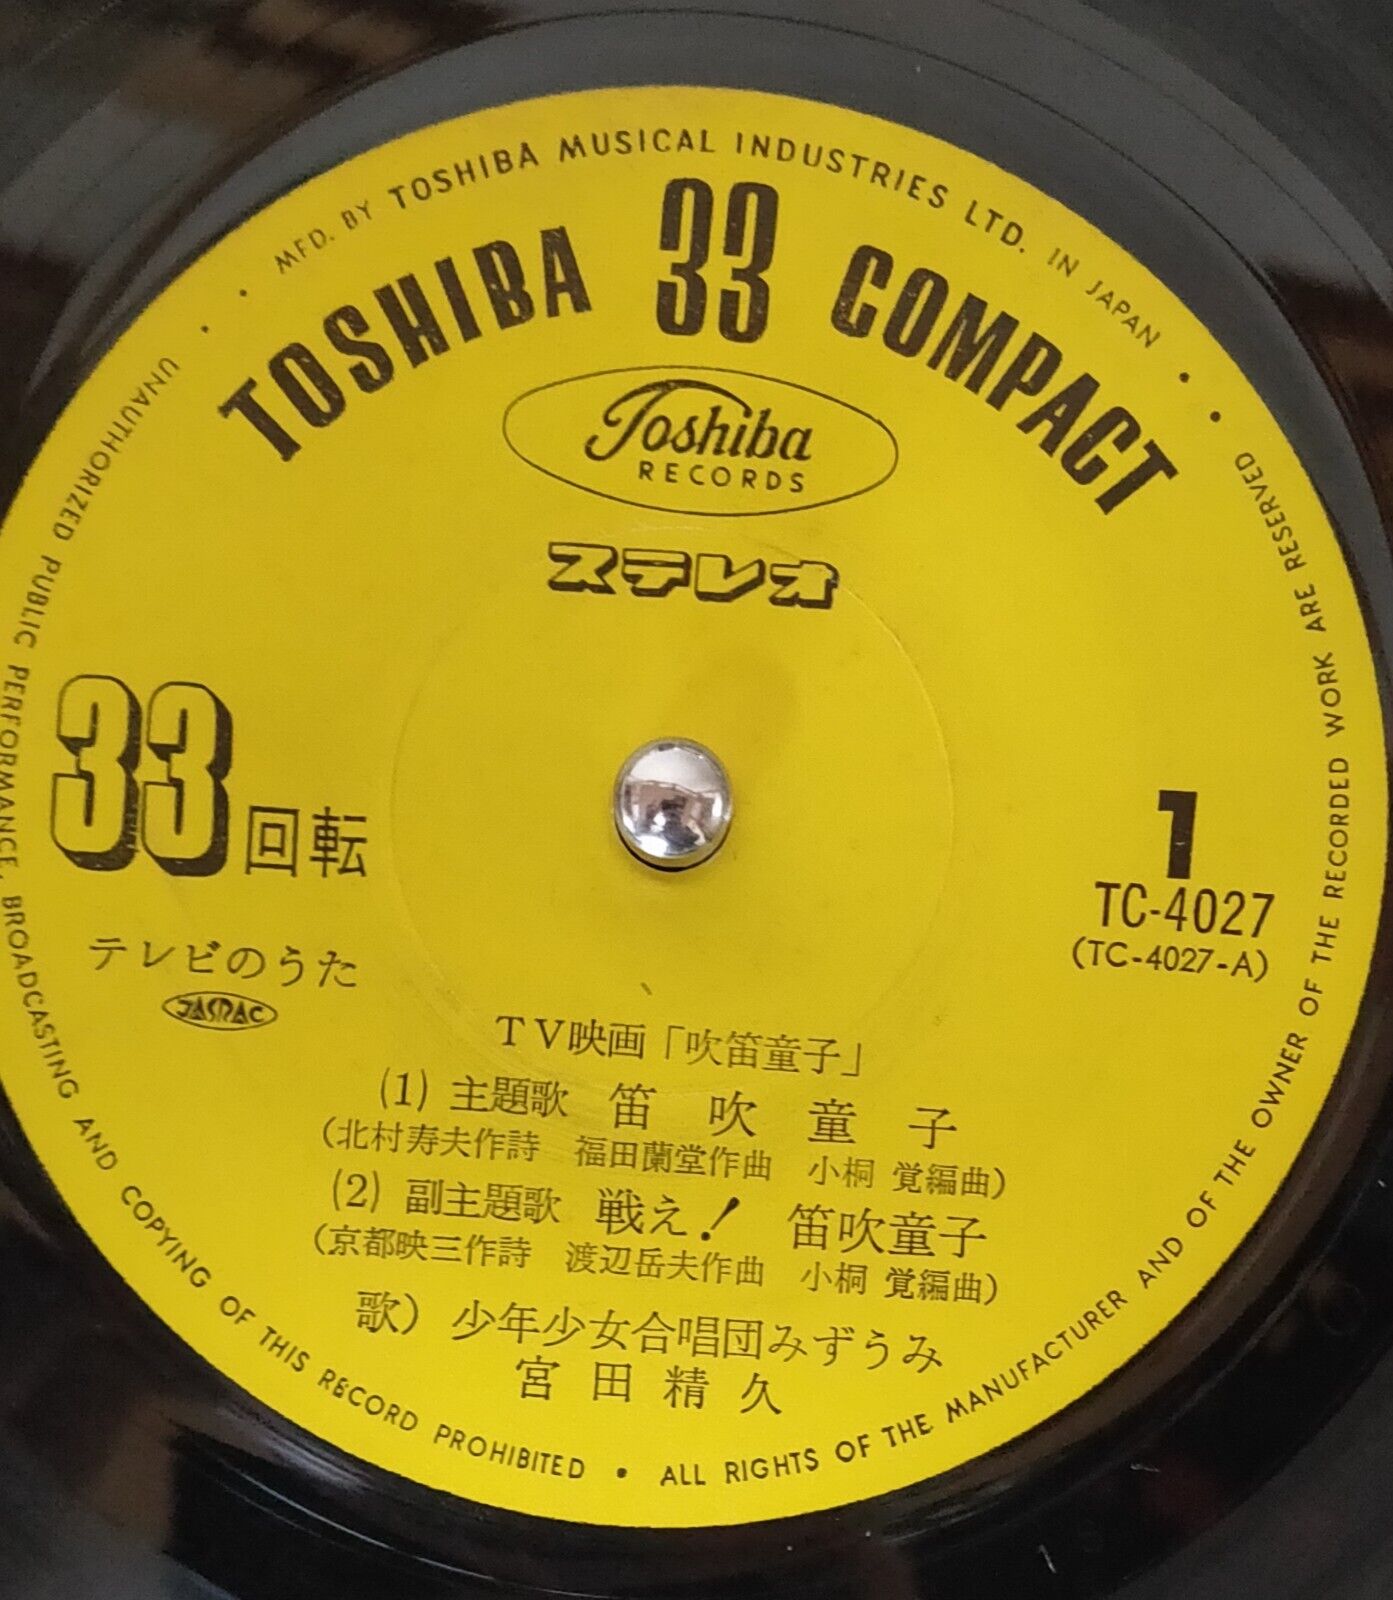 MFD. BY TOSHIBA MUSICAL INDUSTRIES LTD. IN JAPAN
TOSHIBA 33 COMPACT
Toshiba
RECORDS
ステレオ
33回転
1
TC-4027
(TC-4027-A)
テレビのうた
JASRAC
TV映画「吹笛童子」
(1) 主題歌 笛吹童子
(北村寿夫作詩 福田蘭堂作曲 小桐 覚編曲)
(2) 副主題歌 戦え! 笛吹童子
(京都映三作詩 渡辺岳夫作曲 小桐 覚編曲)
歌) 少年少女合唱団みずうみ
宮田精久
UNAUTHORIZED PUBLIC PERFORMANCE, BROADCASTING AND COPYING OF THIS RECORD PROHIBITED • ALL RIGHTS OF THE MANUFACTURER AND OF THE OWNER OF THE RECORDED WORK ARE RESERVED